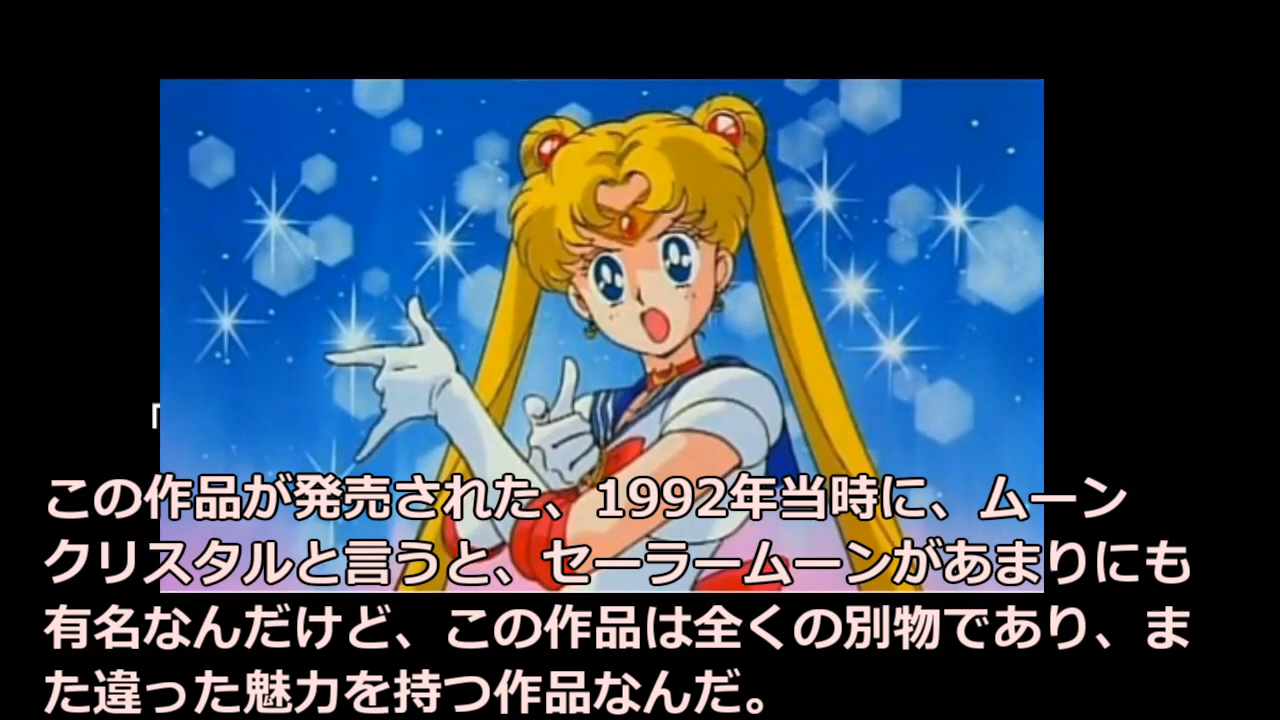 「
この作品が発売された、1992年当時に、ムーン
クリスタルと言うと、セーラームーンがあまりにも
有名なんだけど、この作品は全くの別物であり、ま
た違った魅力を持つ作品なんだ。